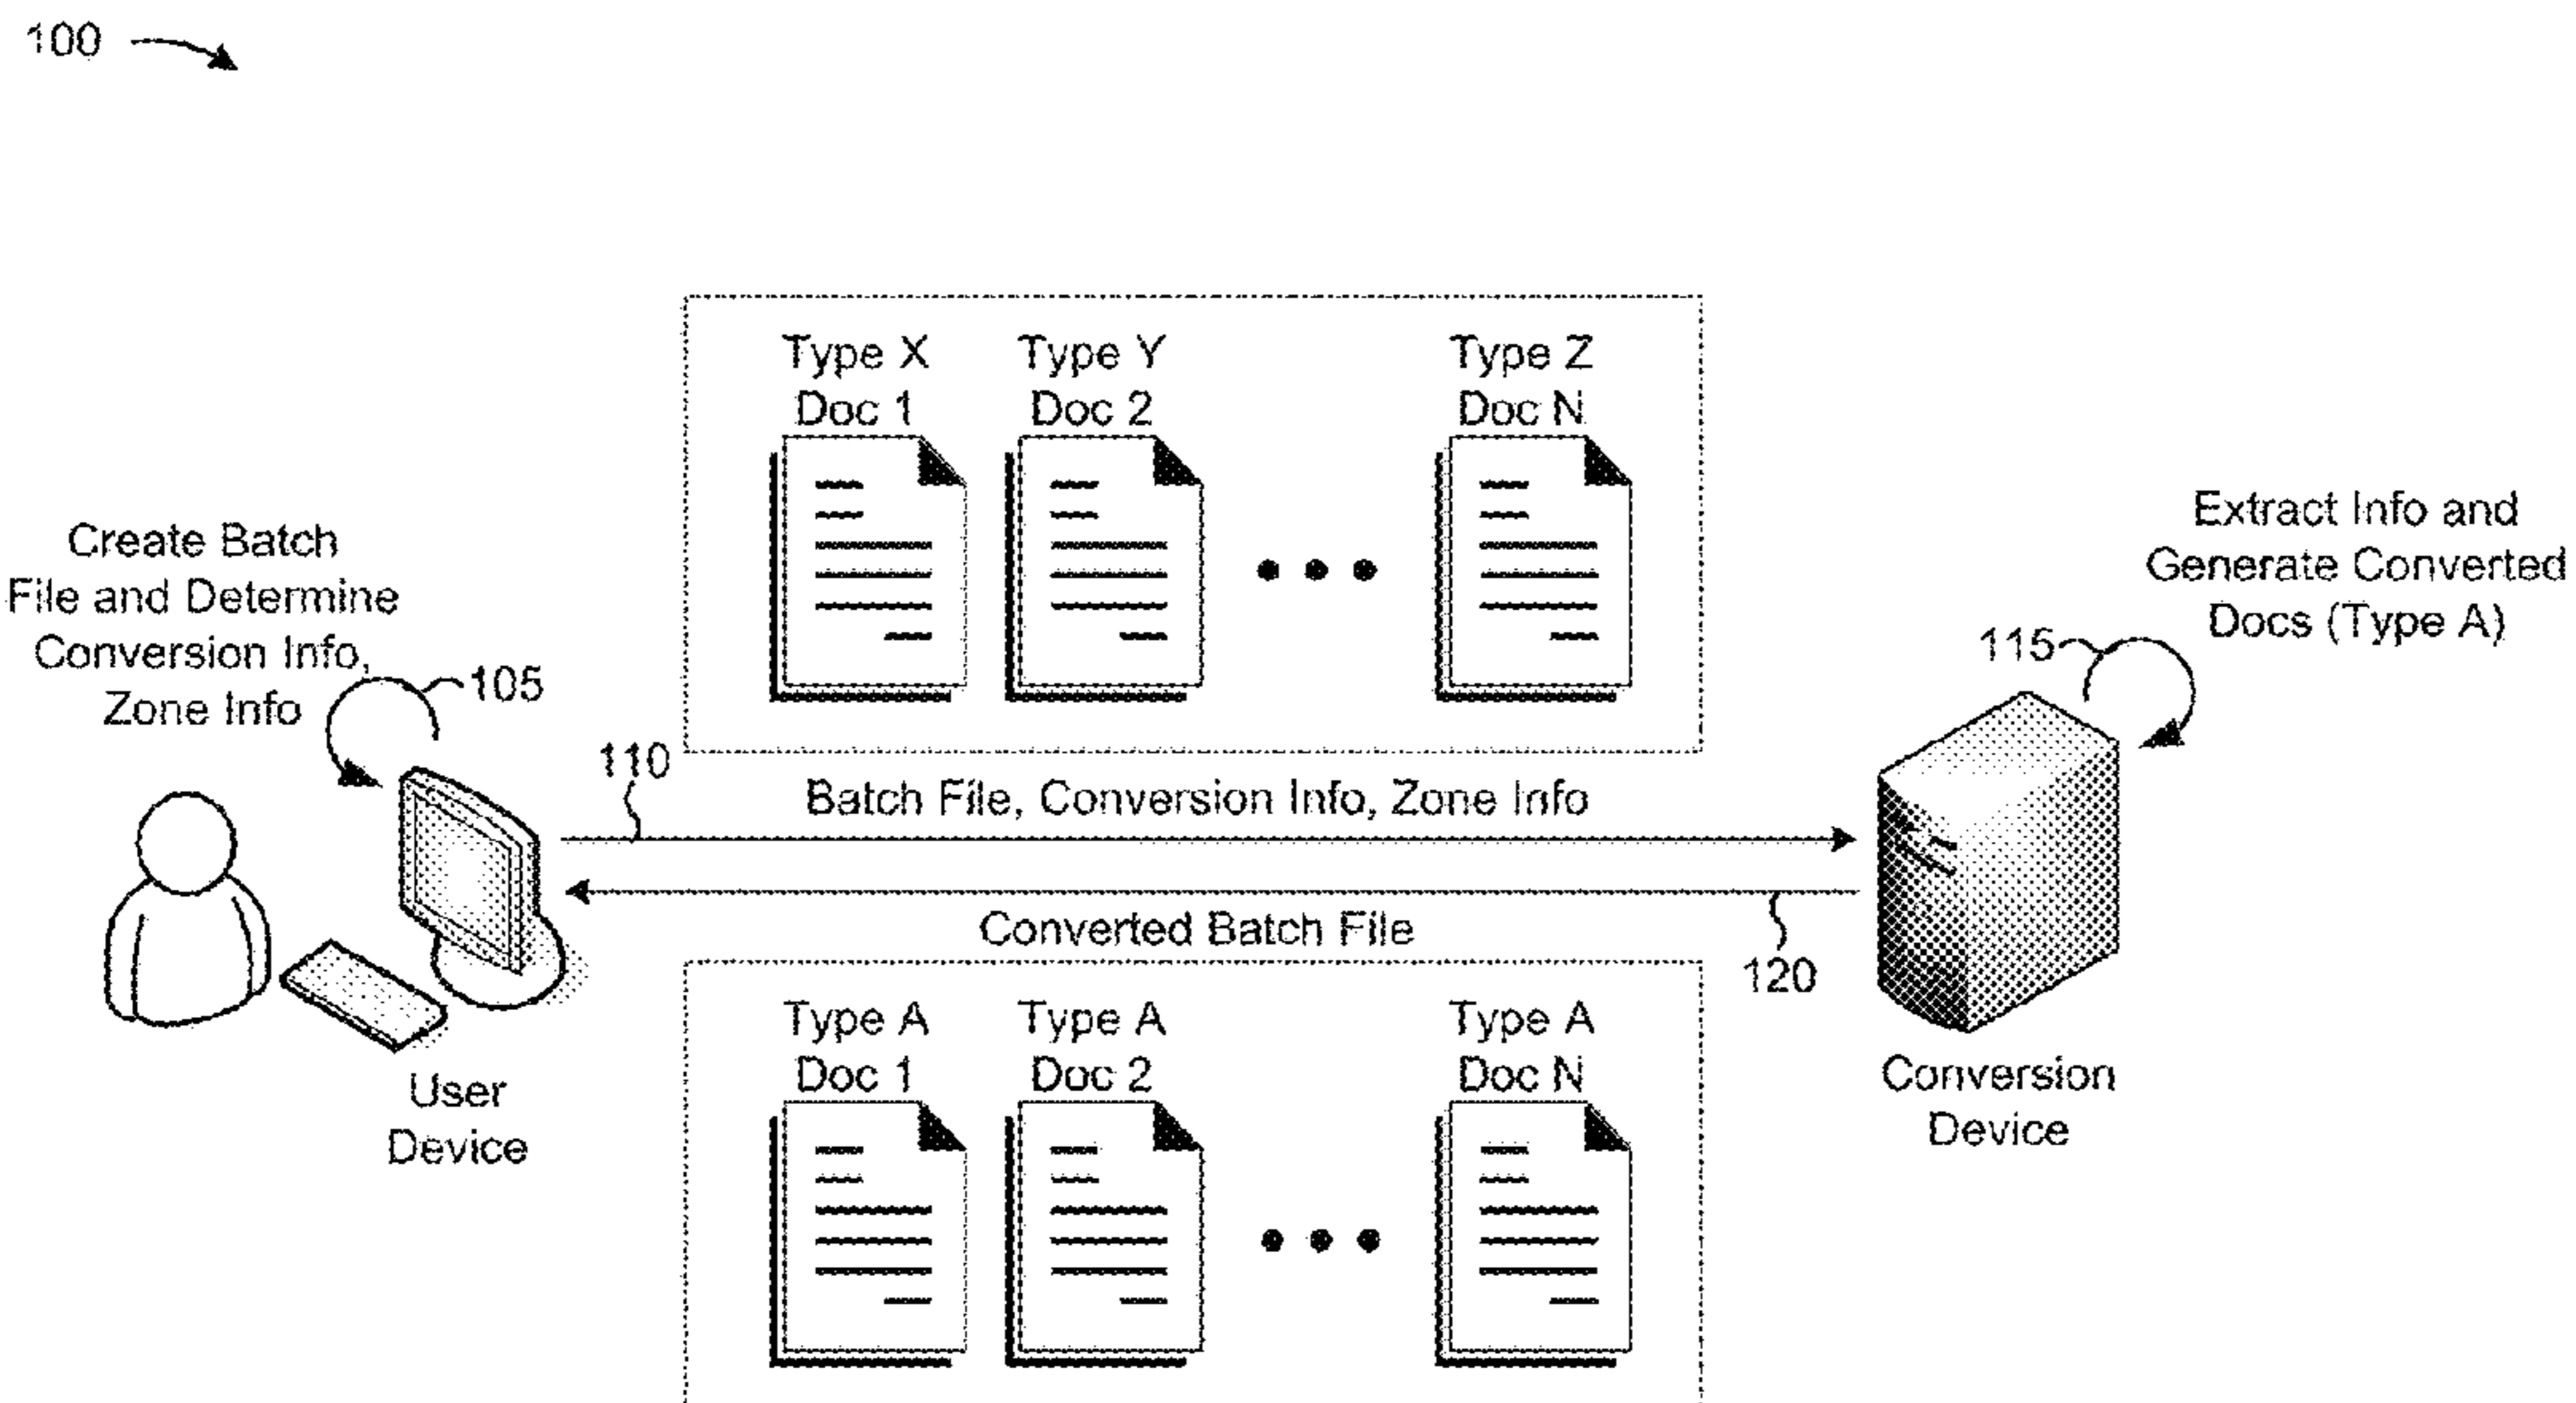 100
Type X
Doc 1
Type Y
Doc 2
Type Z
Doc N
Create Batch
File and Determine
Conversion Info,
Zone Info
105
Extract Info and
Generate Converted
Docs (Type A)
115
110
Batch File, Conversion Info, Zone Info
Converted Batch File
120
Type A
Doc 1
Type A
Doc 2
Type A
Doc N
User
Device
Conversion
Device